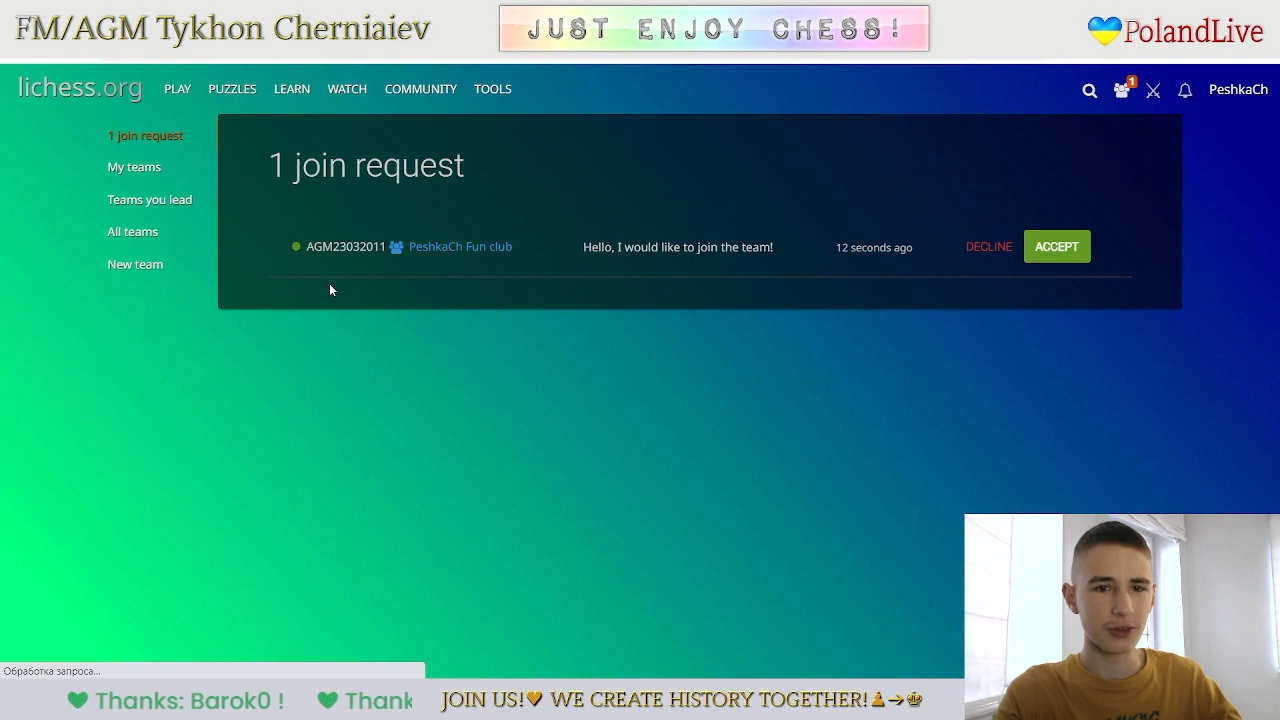 FM/AGM Tykhon Cherniaiev
JUST ENJOY CHESS!
PolandLive
lichess.org PLAY PUZZLES LEARN WATCH COMMUNITY TOOLS 1 PeshkaCh
1 join request
My teams
Teams you lead
All teams
New team
1 join request
AGM23032011 PeshkaCh Fun club Hello, I would like to join the team! 12 seconds ago DECLINE ACCEPT
Обработка запроса...
Thanks: Barok0 ! Thank
JOIN US! WE CREATE HISTORY TOGETHER!